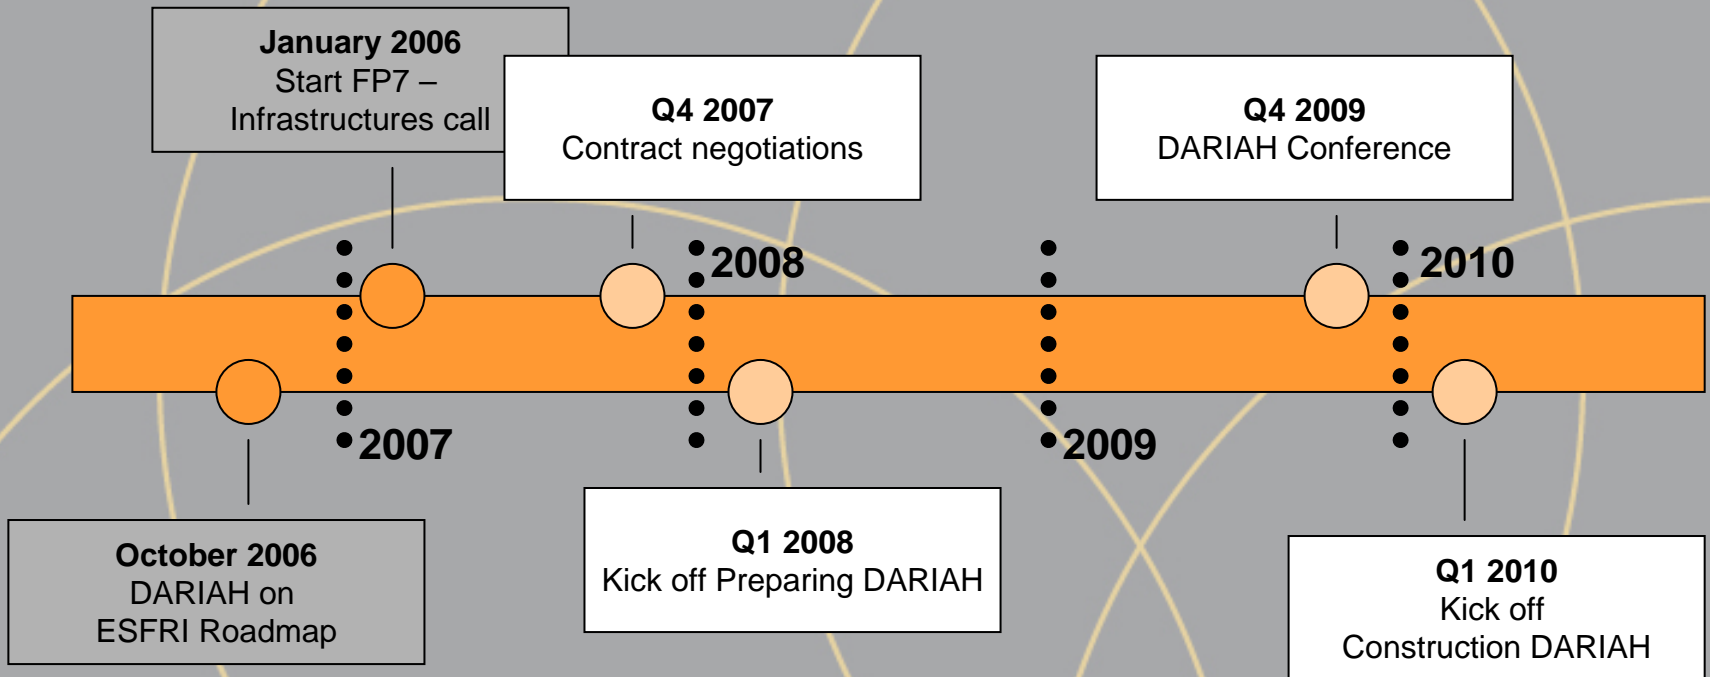 January 2006
Start FP7 –
Infrastructures call
Q4 2007
Contract negotiations
Q4 2009
DARIAH Conference
2008
2010
2007
2009
October 2006
DARIAH on
ESFRI Roadmap
Q1 2008
Kick off Preparing DARIAH
Q1 2010
Kick off
Construction DARIAH